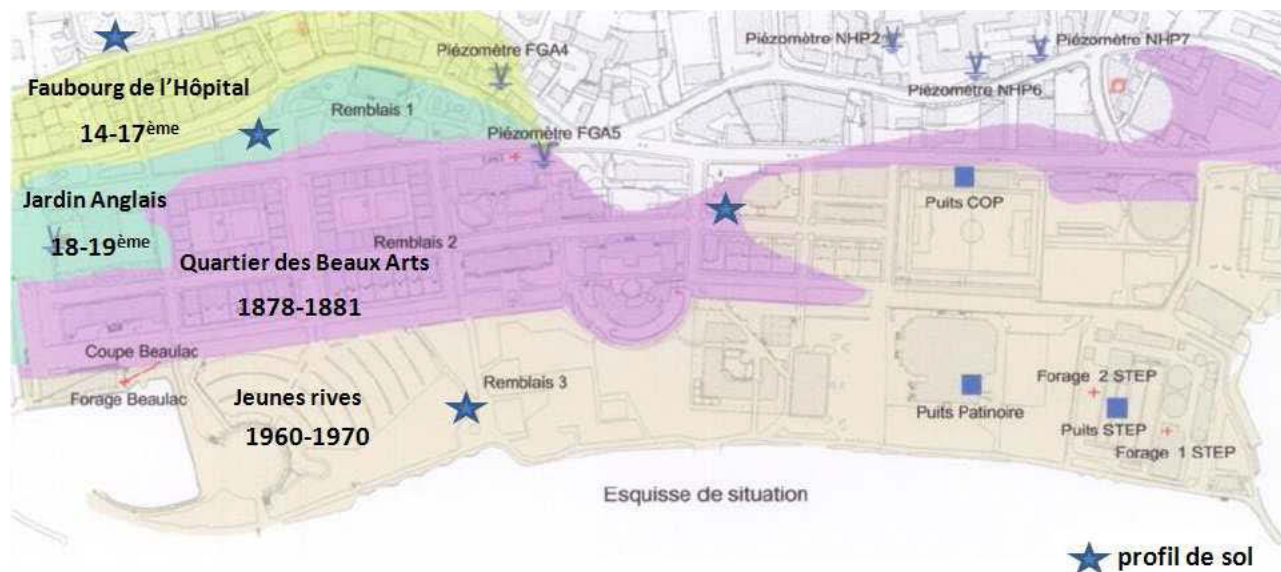 Piézomètre FGA4
Piézomètre NHP2
Piézomètre NHP7
Piézomètre NHP6
Faubourg de l'Hôpital
14-17ème
Remblais 1
Piézomètre FGA5
Jardin Anglais
18-19ème
Puits COP
Remblais 2
Quartier des Beaux Arts
1878-1881
Coupe Beaulac
Forage Beaulac
Jeunes rives
1960-1970
Remblais 3
Forage 2 STEP
Puits Patinoire
Puits STEP
Forage 1 STEP
Esquisse de situation
profil de sol